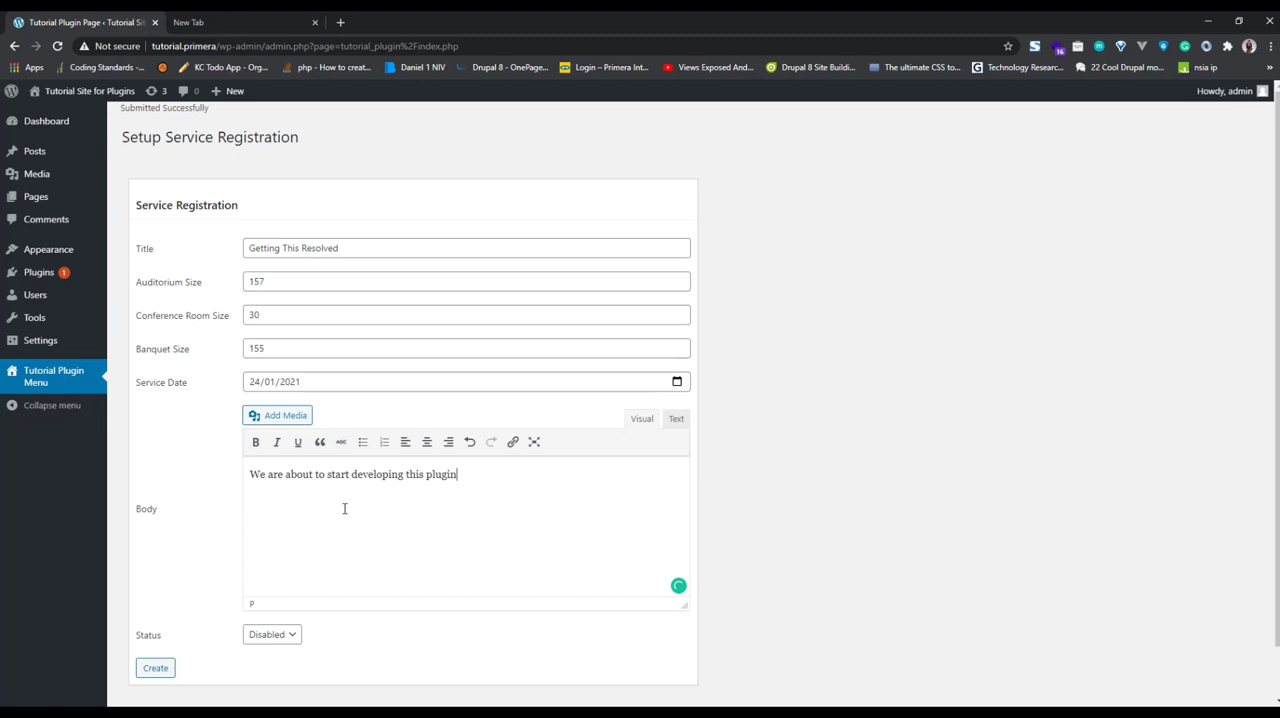 Tutorial Plugin Page ‹ Tutorial Sit
New Tab
Not secure
tutorial.primera/wp-admin/admin.php?page=tutorial_plugin%2Findex.php
16
Apps
Coding Standards -...
KC Todo App - Org...
php - How to creat...
Daniel 1 NIV
Drupal 8 - OnePage...
Login – Primera Int...
Views Exposed And...
Drupal 8 Site Buildi...
The ultimate CSS to...
Technology Researc...
22 Cool Drupal mo...
nsia ip
Tutorial Site for Plugins
3
0
New
Howdy, admin
Dashboard
Posts
Media
Pages
Comments
Appearance
Plugins 1
Users
Tools
Settings
Tutorial Plugin
Menu
Collapse menu
Submitted Successfully
Setup Service Registration
Service Registration
Title
Getting This Resolved
Auditorium Size
157
Conference Room Size
30
Banquet Size
155
Service Date
24/01/2021
Add Media
Visual
Text
B I U ABC
We are about to start developing this plugin
Body
P
Status
Disabled
Create